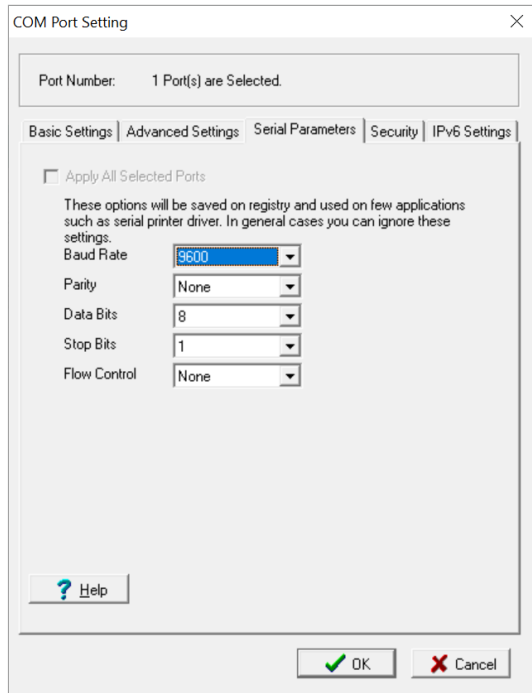 COM Port Setting
Port Number: 1 Port(s) are Selected.
Basic Settings Advanced Settings Serial Parameters Security IPv6 Settings
Apply All Selected Ports
These options will be saved on registry and used on few applications
such as serial printer driver. In general cases you can ignore these
settings.
Baud Rate 9600
Parity None
Data Bits 8
Stop Bits 1
Flow Control None
? Help
OK Cancel